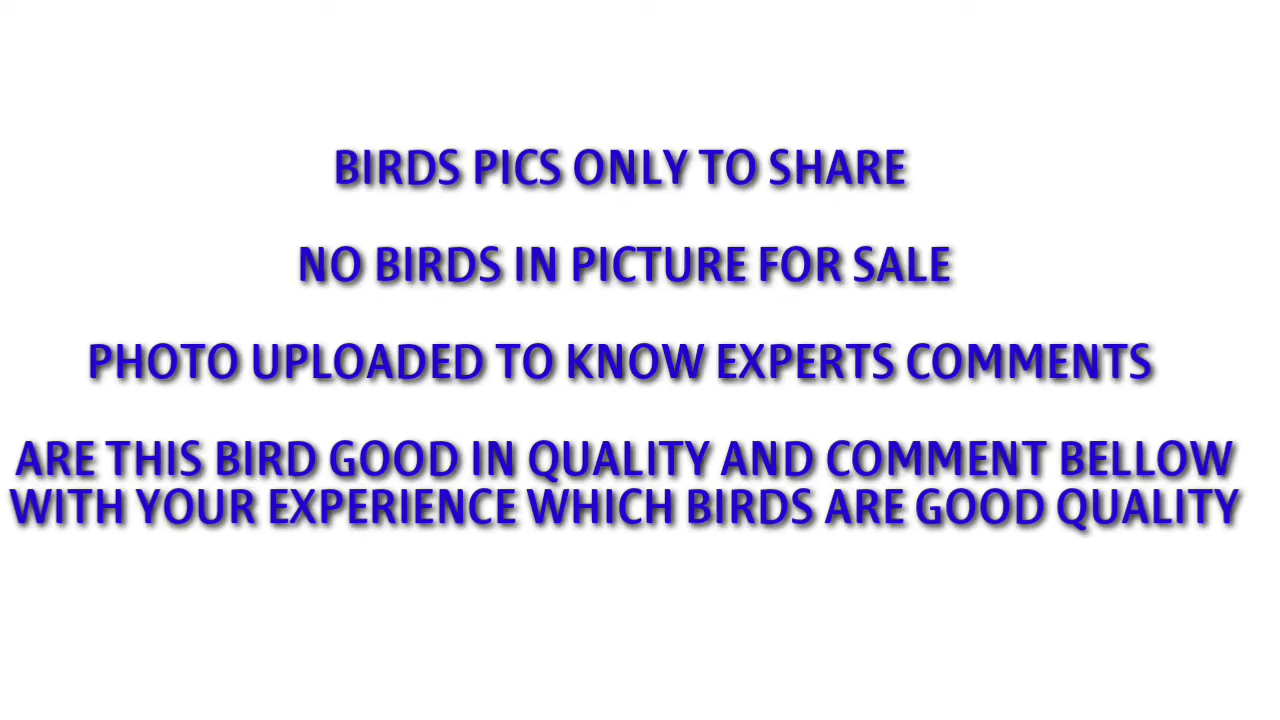 BIRDS PICS ONLY TO SHARE
NO BIRDS IN PICTURE FOR SALE
PHOTO UPLOADED TO KNOW EXPERTS COMMENTS
ARE THIS BIRD GOOD IN QUALITY AND COMMENT BELLOW
WITH YOUR EXPERIENCE WHICH BIRDS ARE GOOD QUALITY